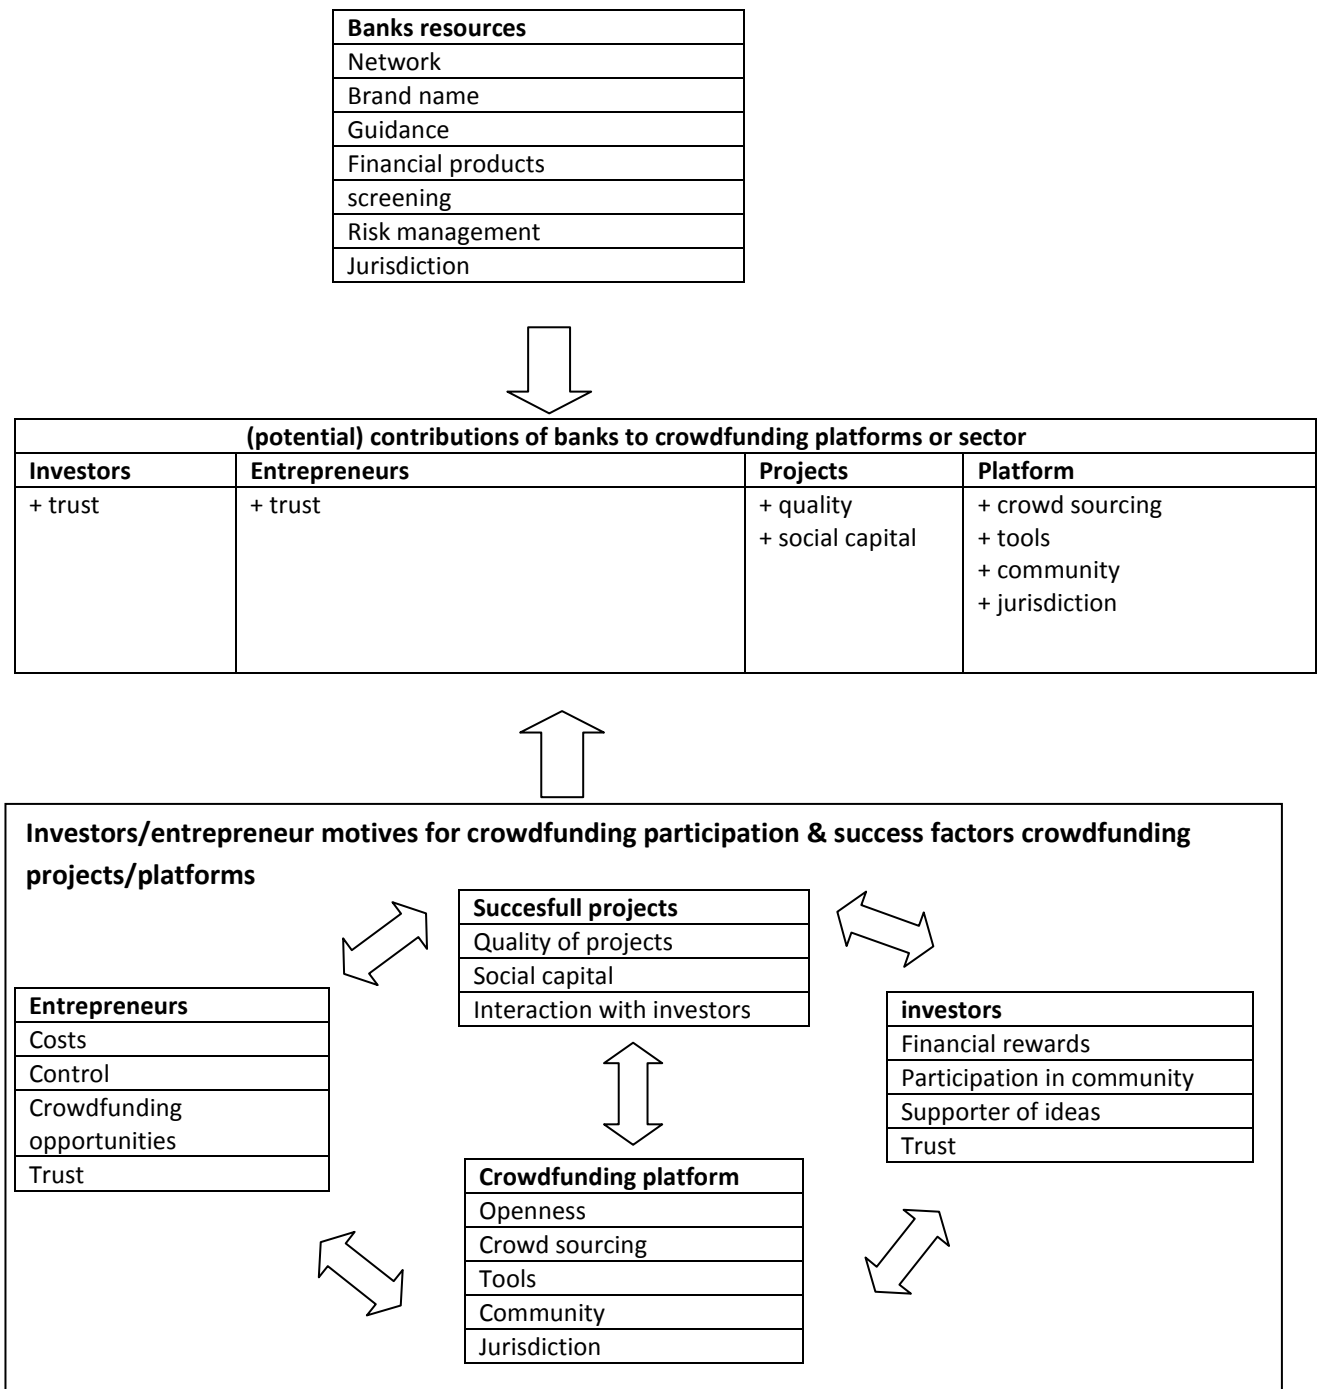 Banks resources
Network
Brand name
Guidance
Financial products
screening
Risk management
Jurisdiction
(potential) contributions of banks to crowdfunding platforms or sector
Investors
Entrepreneurs
Projects
Platform
+ trust
+ trust
+ quality
+ social capital
+ crowd sourcing
+ tools
+ community
+ jurisdiction
Investors/entrepreneur motives for crowdfunding participation & success factors crowdfunding
projects/platforms
Succesfull projects
Quality of projects
Social capital
Interaction with investors
Entrepreneurs
Costs
Control
Crowdfunding
opportunities
Trust
investors
Financial rewards
Participation in community
Supporter of ideas
Trust
Crowdfunding platform
Openness
Crowd sourcing
Tools
Community
Jurisdiction